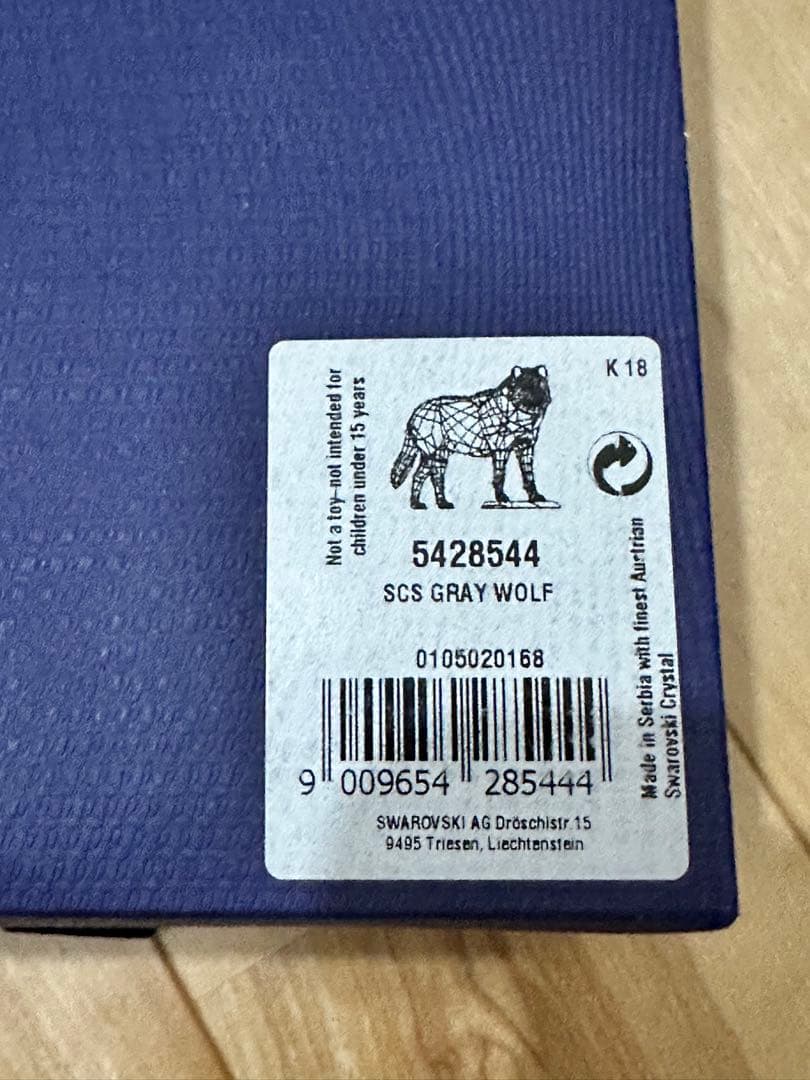 K 18
Not a toy-not intended for
children under 15 years
5428544
SCS GRAY WOLF
0105020168
9 009654 285444
SWAROVSKI AG Dröschistr.15
9495 Triesen, Liechtenstein
Made in Serbia with finest Austrian
Swarovski Crystal